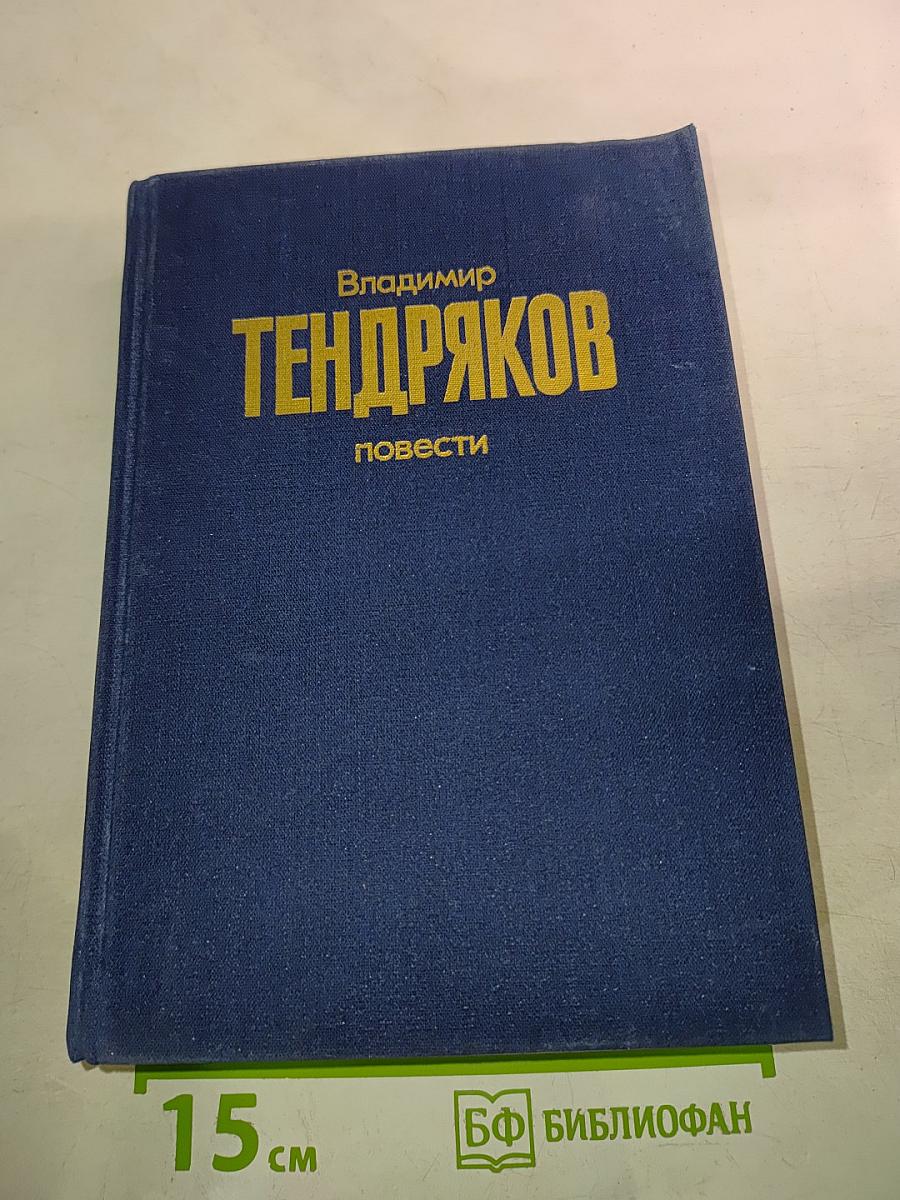 Владимир
ТЕНДРЯКОВ
повести
15 см
БФ БИБЛИОФАН